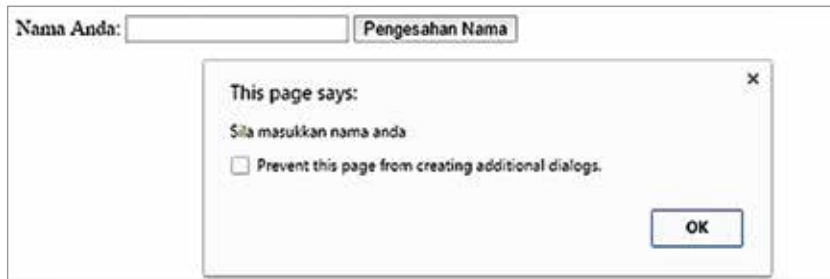 Nama Anda: Pengesahan Nama
This page says:
Sila masukkan nama anda
Prevent this page from creating additional dialogs.
OK